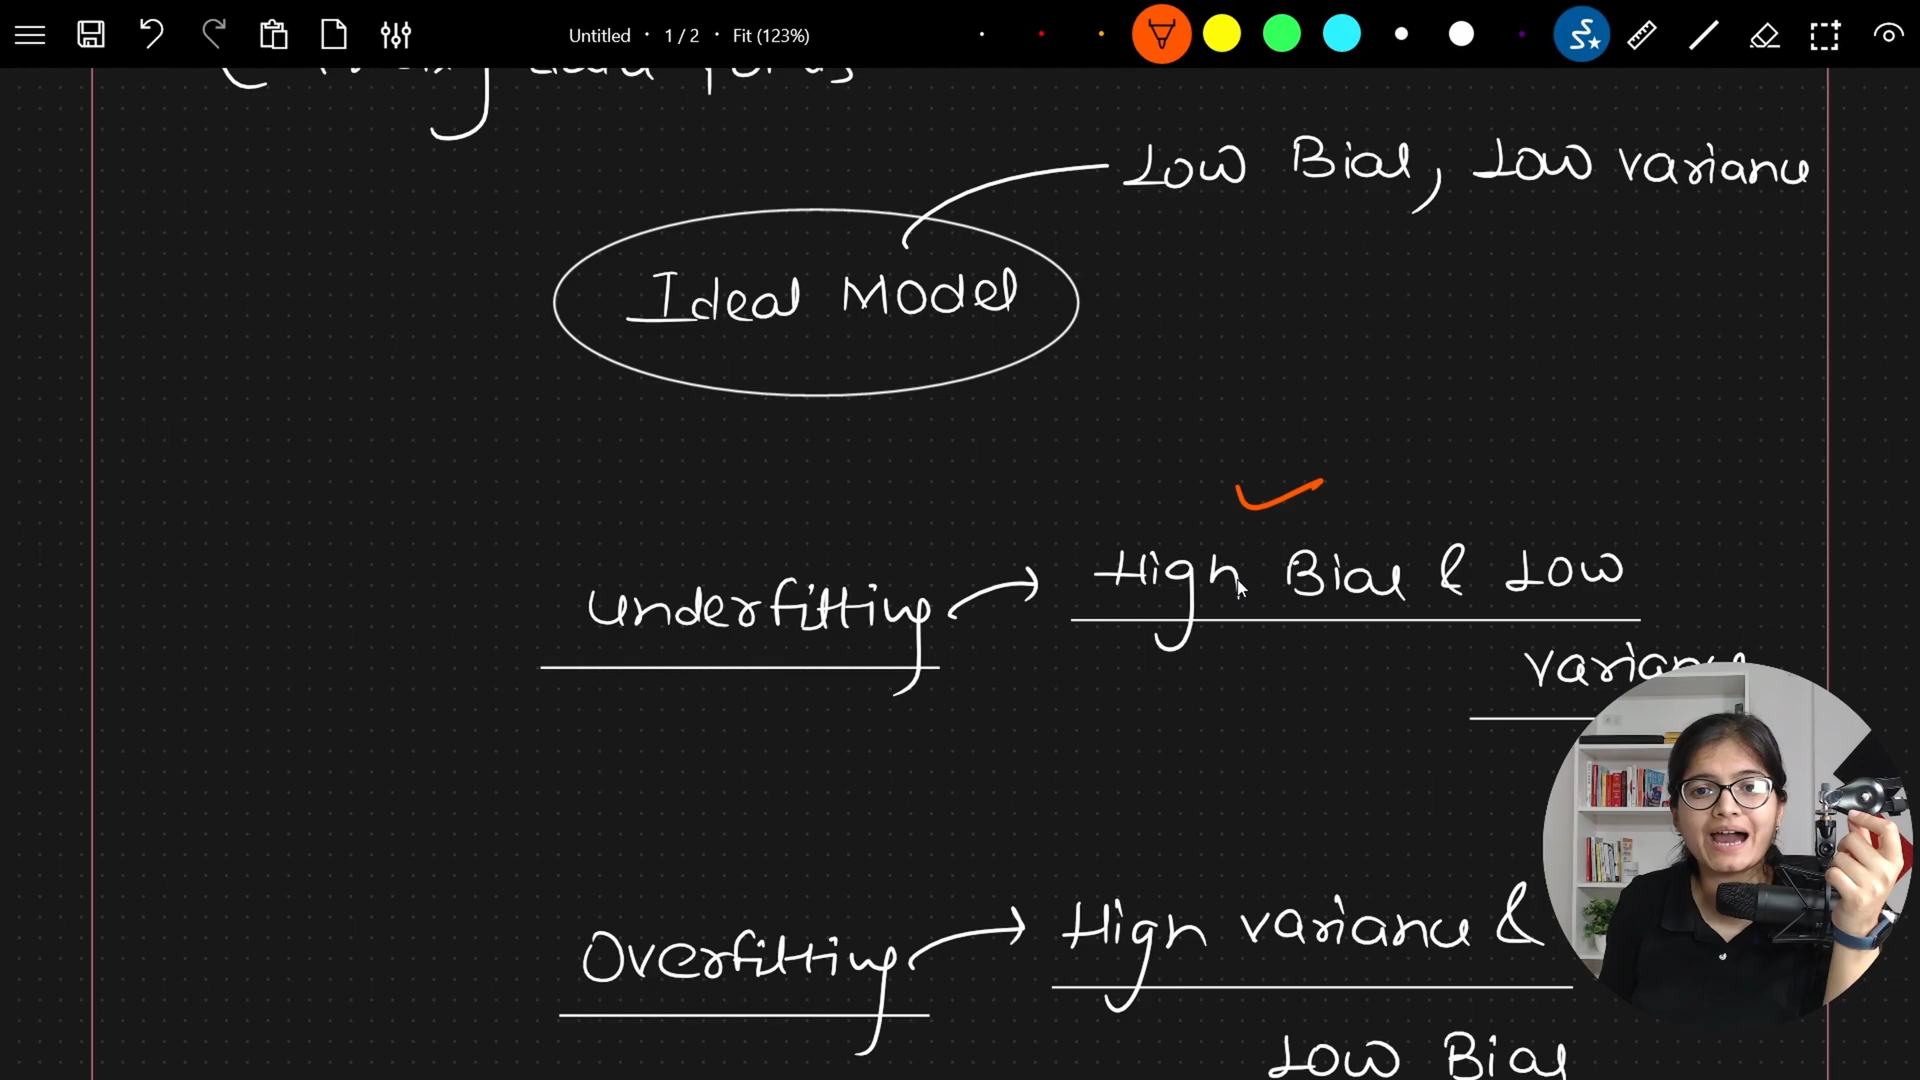 Untitled • 1 / 2 • Fit (123%)
Low Bias, Low variance
Ideal Model
Underfitting → High Bias & Low
variance
Overfitting → High variance &
Low Bias